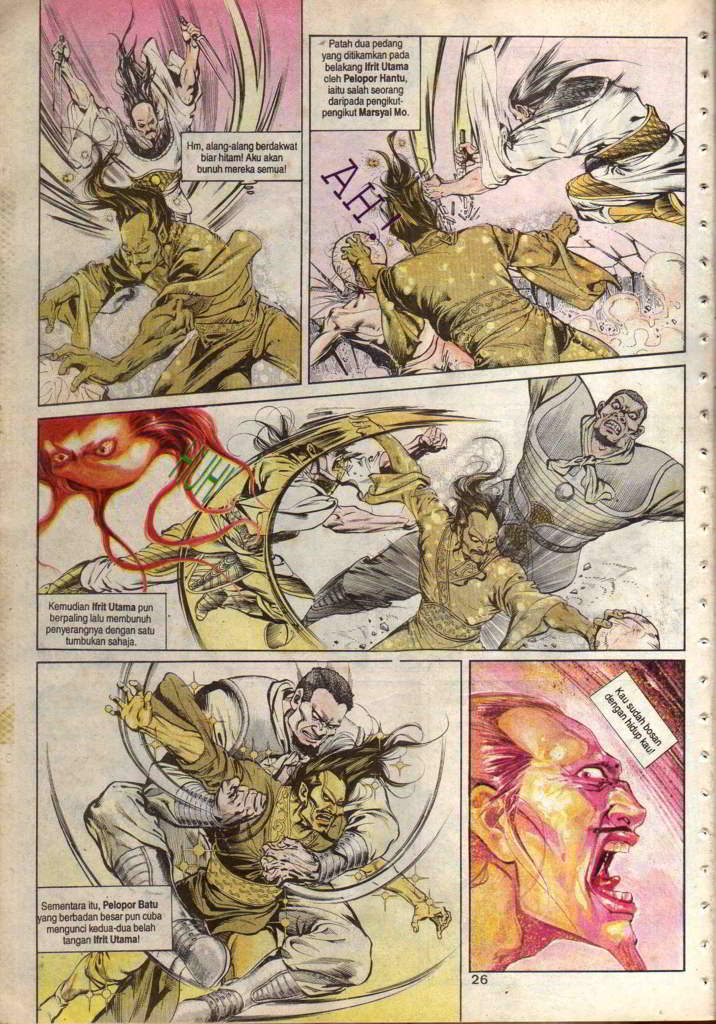 Hm, alang-alang berdakwat
biar hitam! Aku akan
bunuh mereka semua!
Patah dua pedang
yang ditikamkan pada
belakang Ifrit Utama
oleh Pelopor Hantu,
iaitu salah seorang
daripada pengikut-
pengikut Marsyal Mo.
AH!
HUH!
Kemudian Ifrit Utama pun
berpaling lalu membunuh
penyerangnya dengan satu
tumbukan sahaja.
Sementara itu, Pelopor Batu
yang berbadan besar pun cuba
mengunci kedua-dua belah
tangan Ifrit Utama!
Kau sudah bosan
dengan hidup kau!
26